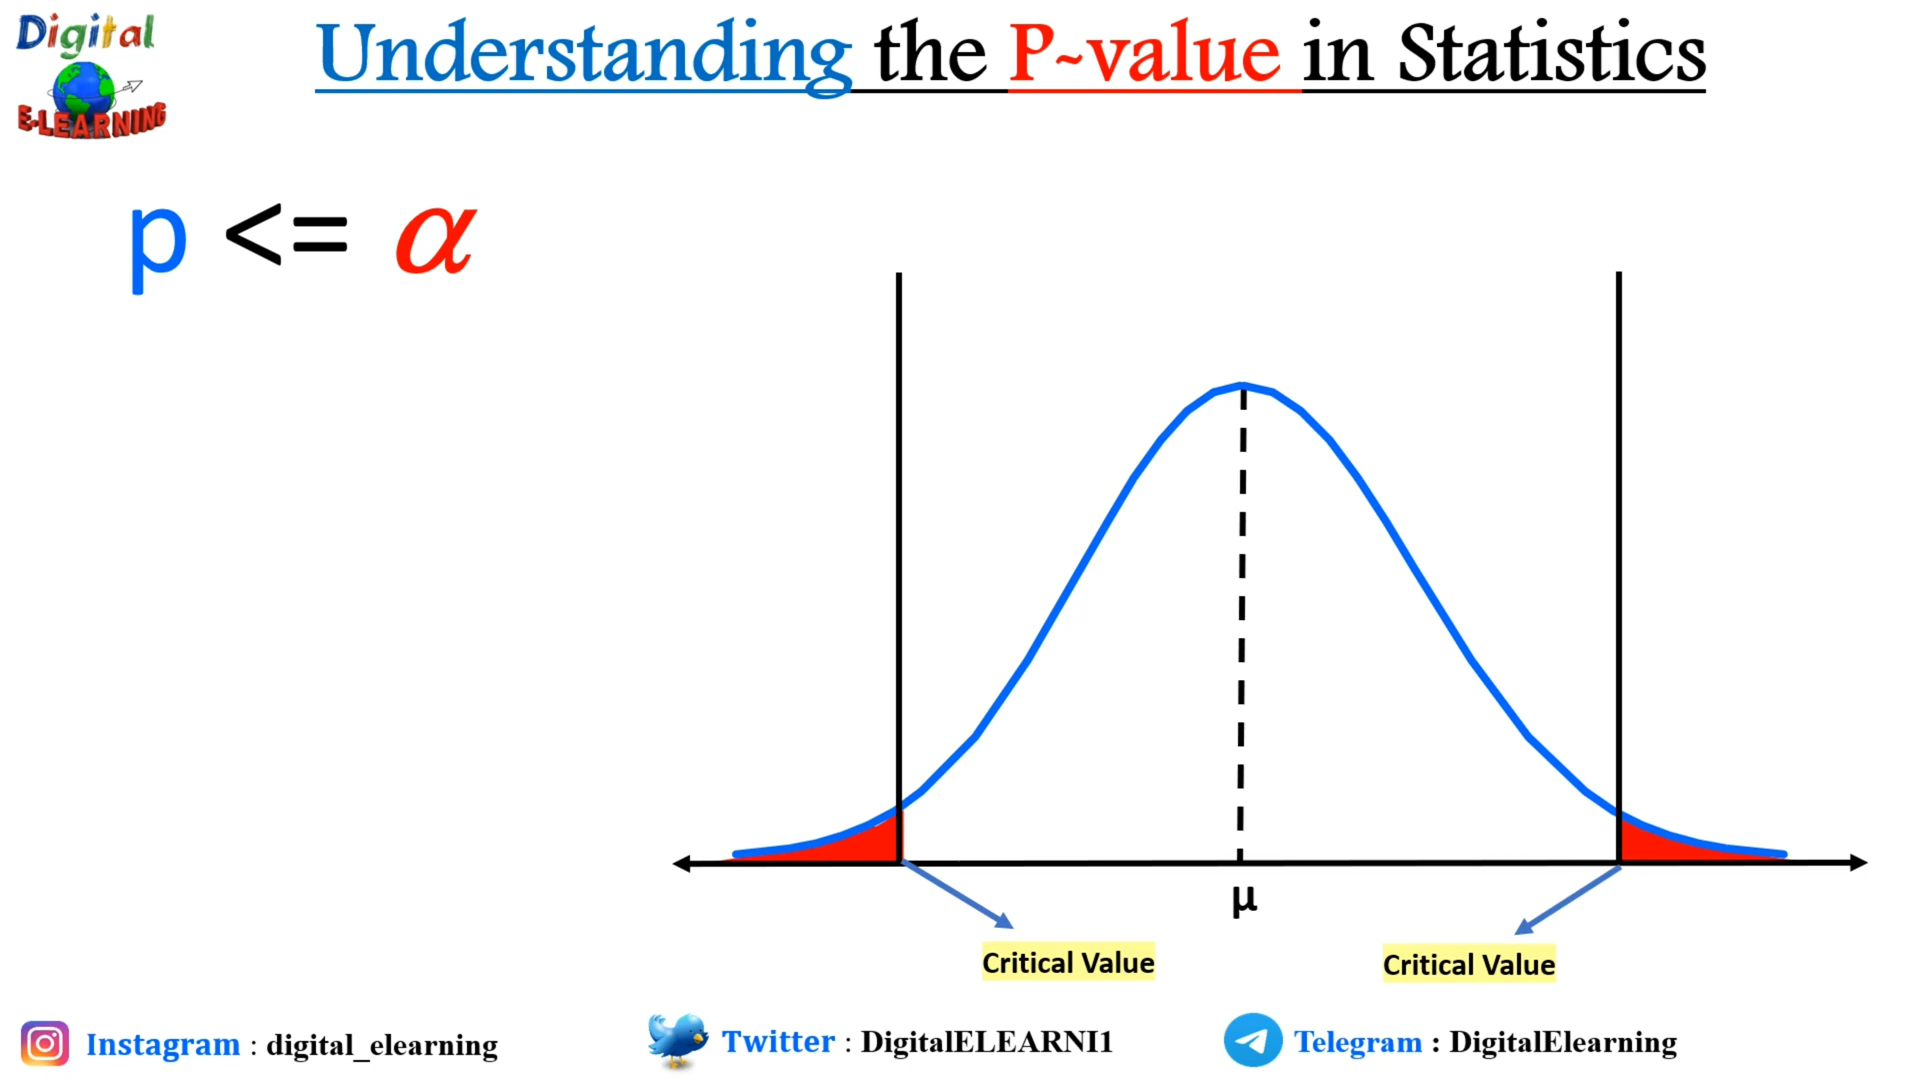 Digital
E-LEARNING
Understanding the P~value in Statistics
p <= α
μ
Critical Value
Critical Value
Instagram : digital_elearning
Twitter : DigitalELEARNI1
Telegram : DigitalElearning